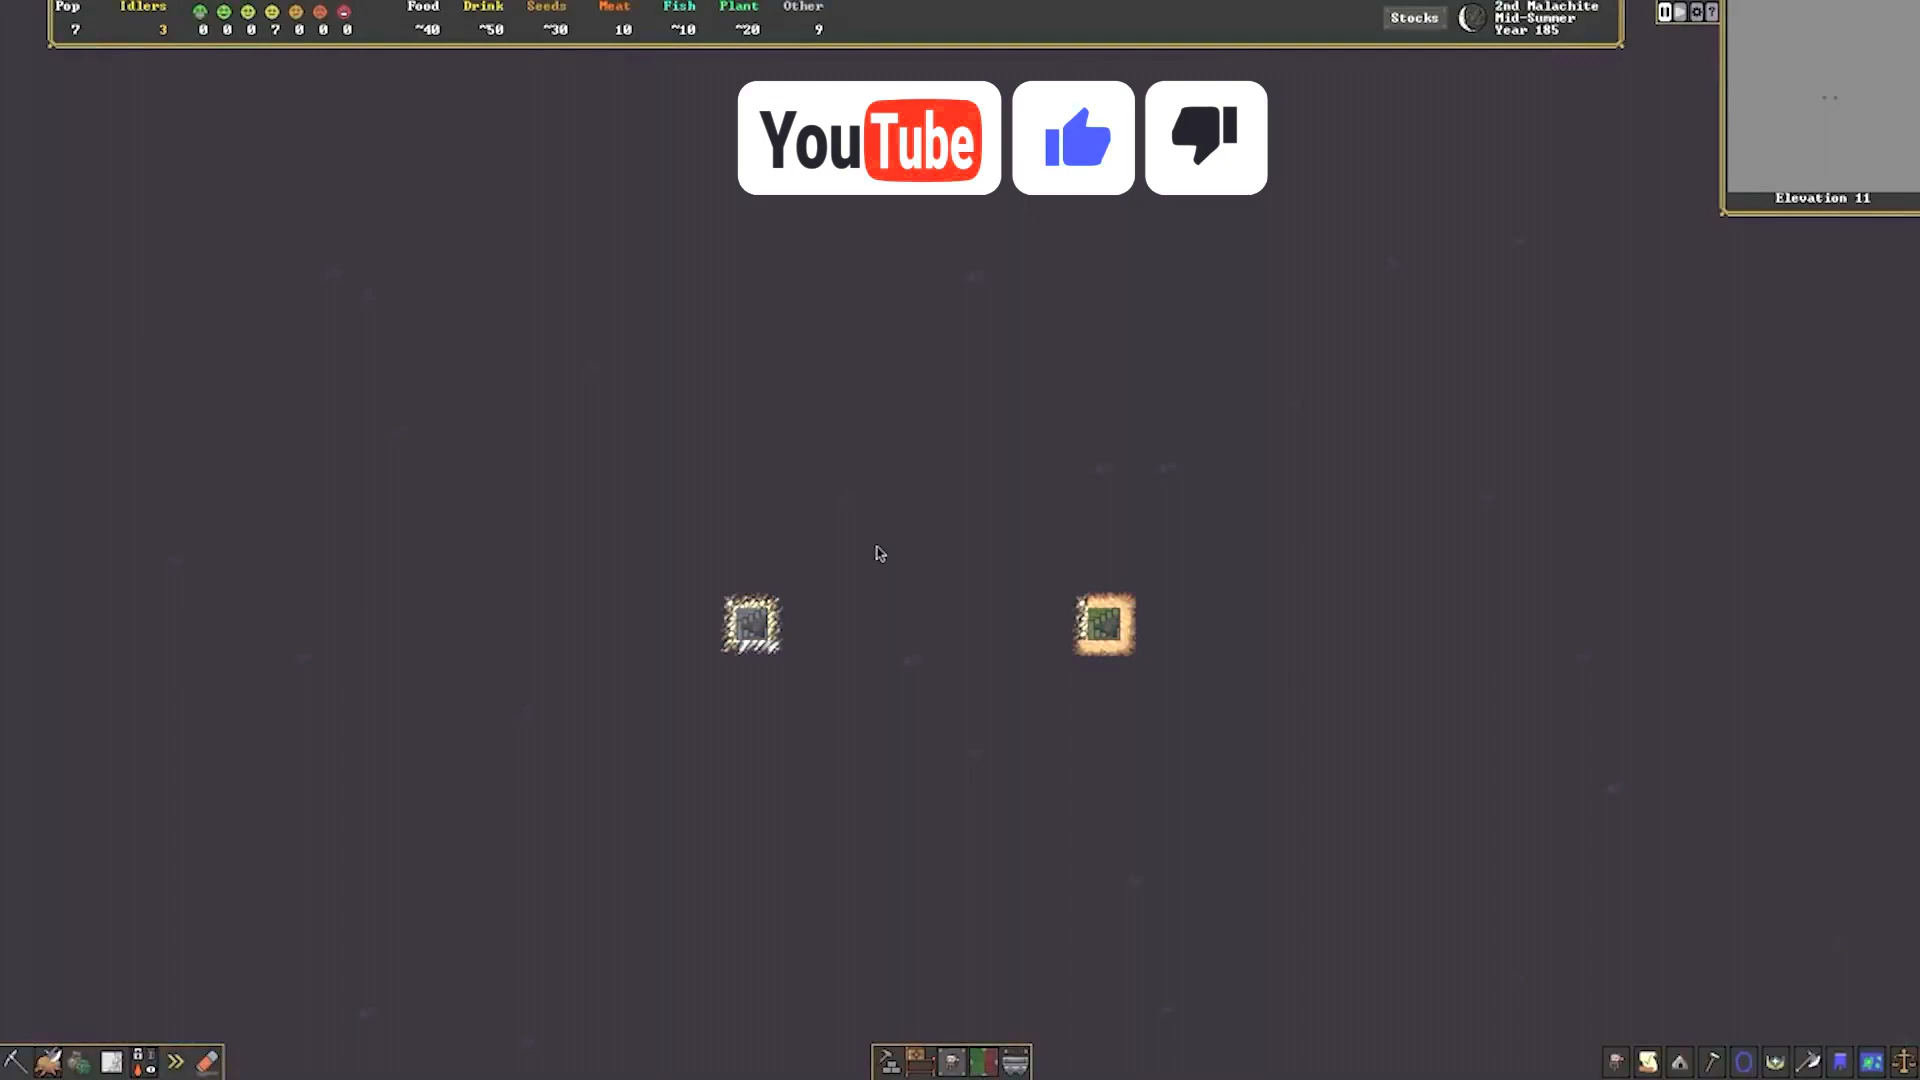 Pop Idlers Food Drink Seeds Meat Fish Plant Other
7 3 0 0 0 7 0 0 0 ~40 ~50 ~30 10 ~10 ~20 9
Stocks
2nd Malachite
Mid-Summer
Year 185
?
YouTube
Elevation 11